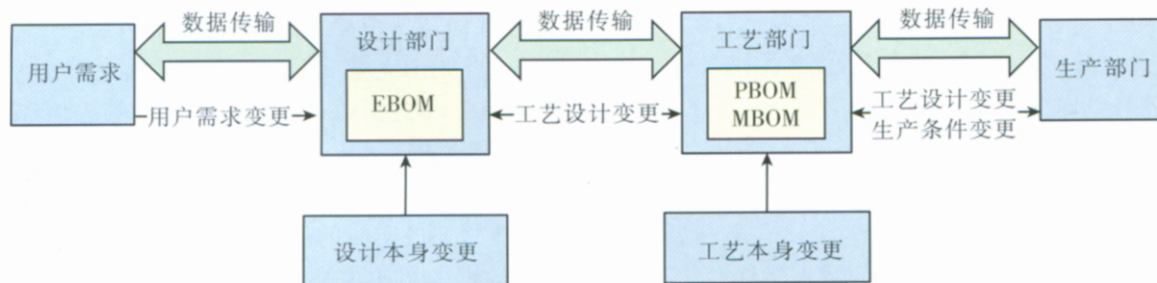 数据传输
数据传输
数据传输
用户需求
设计部门
工艺部门
生产部门
EBOM
PBOM
MBOM
用户需求变更
工艺设计变更
工艺设计变更
生产条件变更
设计本身变更
工艺本身变更